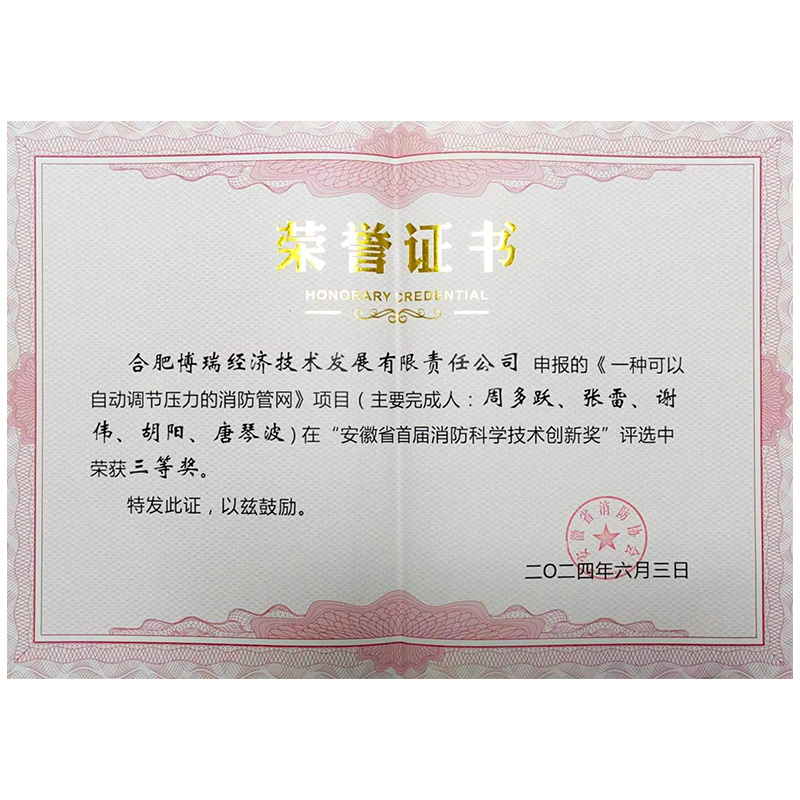 荣誉证书
HONORARY CREDENTIAL
合肥博瑞经济技术发展有限责任公司 申报的《一种可以
自动调节压力的消防管网》项目（主要完成人：周多跃、张雷、谢
伟、胡阳、唐琴波）在“安徽省首届消防科学技术创新奖”评选中
荣获三等奖。
特发此证，以兹鼓励。
安徽省消防协会
二〇二四年六月三日